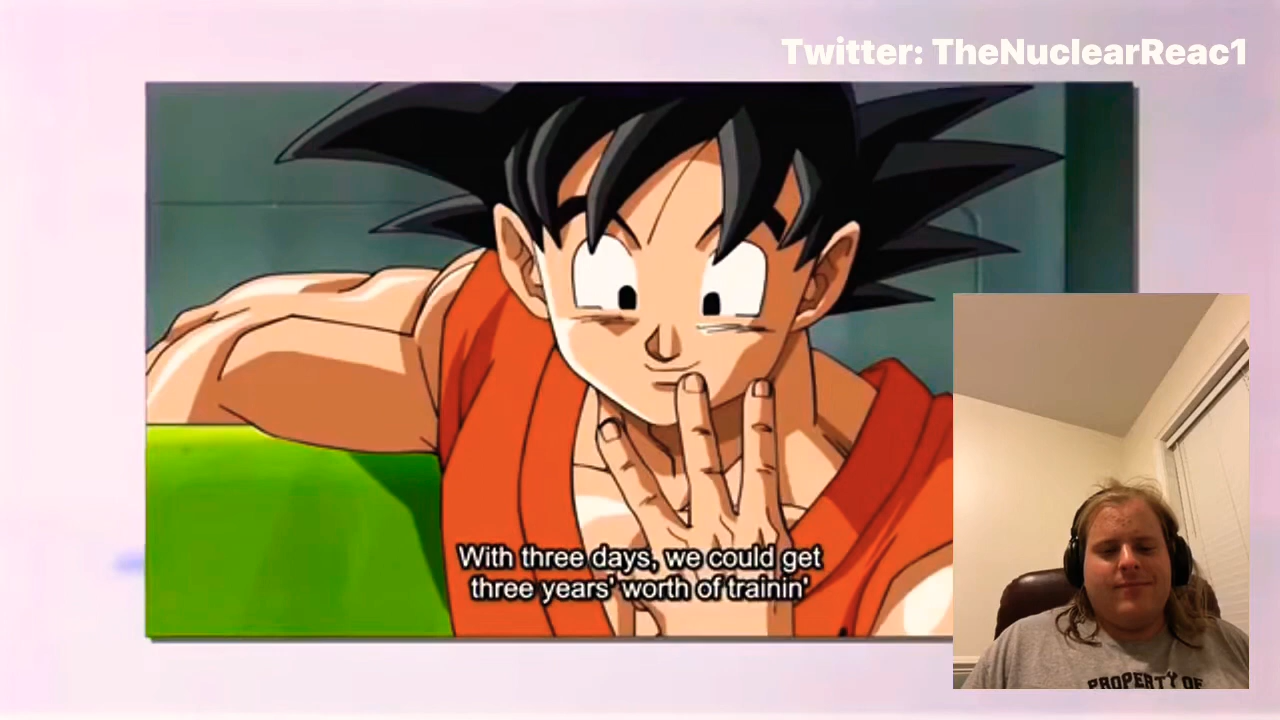 Twitter: TheNuclearReac1
With three days, we could get
three years' worth of trainin'
PROPERTY OF